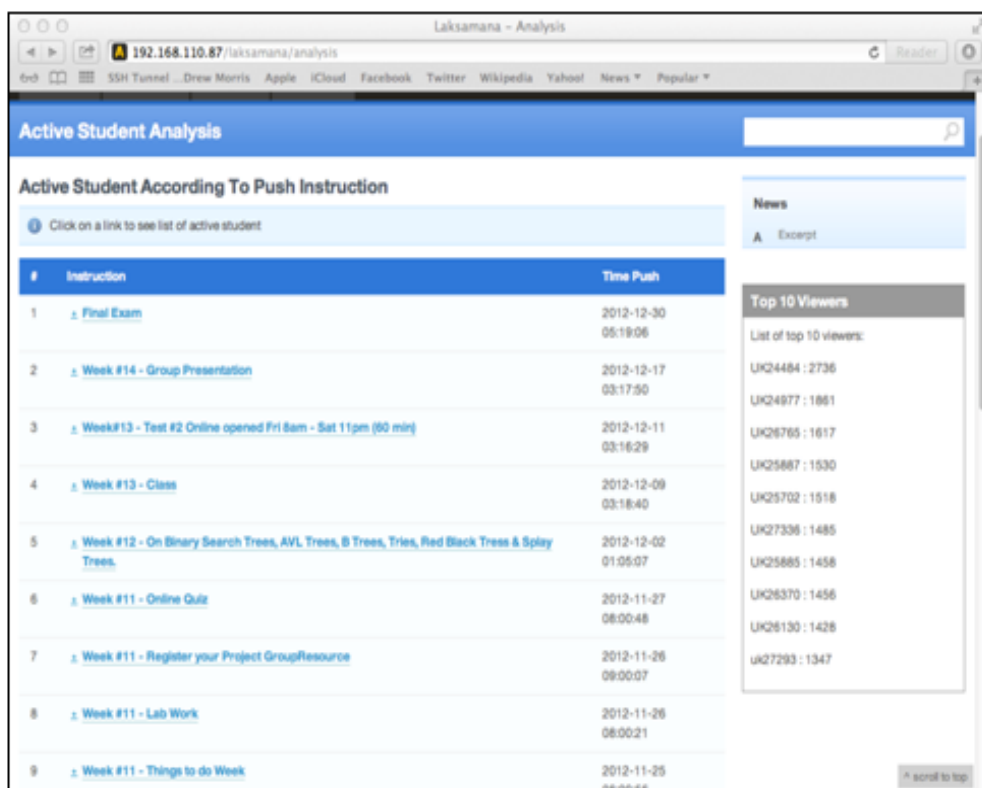 Laksamana – Analysis
192.168.110.87/laksamana/analysis
Reader
SSH Tunnel ...Drew Morris Apple iCloud Facebook Twitter Wikipedia Yahoo! News Popular
Active Student Analysis
Active Student According To Push Instruction
Click on a link to see list of active student
# Instruction Time Push
1 Final Exam 2012-12-30
05:19:06
2 Week #14 - Group Presentation 2012-12-17
03:17:50
3 Week#13 - Test #2 Online opened Fri 8am - Sat 11pm (60 min) 2012-12-11
03:16:29
4 Week #13 - Class 2012-12-09
03:18:40
5 Week #12 - On Binary Search Trees, AVL Trees, B Trees, Tries, Red Black Tress & Splay 2012-12-02
Trees. 01:05:07
6 Week #11 - Online Quiz 2012-11-27
08:00:48
7 Week #11 - Register your Project GroupResource 2012-11-26
09:00:07
8 Week #11 - Lab Work 2012-11-26
08:00:21
9 Week #11 - Things to do Week 2012-11-25
News
A Excerpt
Top 10 Viewers
List of top 10 viewers:
UK24484 : 2736
UK24977 : 1861
UK26765 : 1617
UK25887 : 1530
UK25702 : 1518
UK27336 : 1485
UK25885 : 1458
UK26370 : 1456
UK26130 : 1428
uk27293 : 1347
^ scroll to top